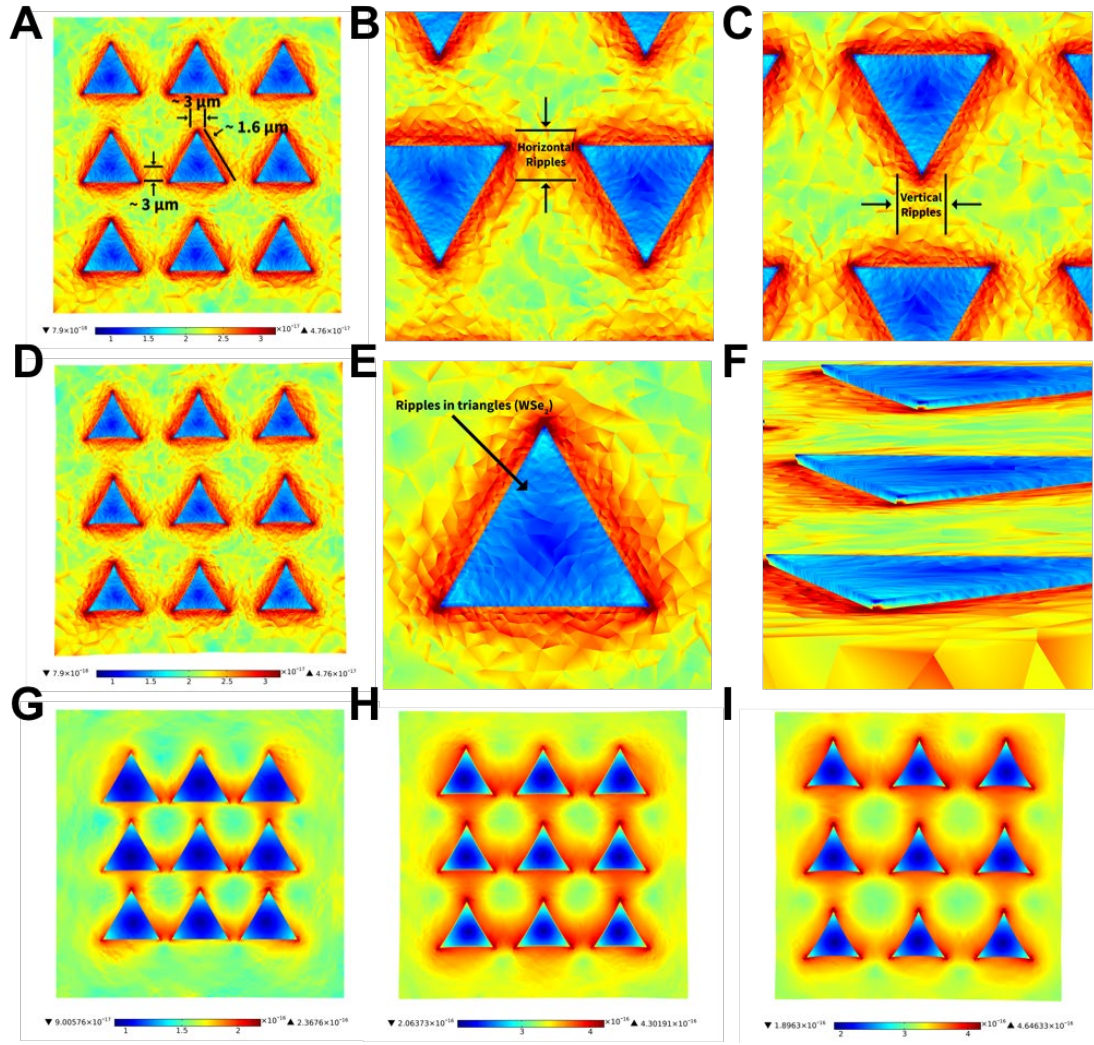 A
B
C
~ 3 µm
~ 1.6 µm
~ 3 µm
Horizontal
Ripples
Vertical
Ripples
▼ 7.9×10⁻¹⁸
1
1.5
2
2.5
3
×10⁻¹⁷
▲ 4.76×10⁻¹⁷
D
E
F
Ripples in triangles (WSe₂)
▼ 7.9×10⁻¹⁸
1
1.5
2
2.5
3
×10⁻¹⁷
▲ 4.76×10⁻¹⁷
G
H
I
▼ 9.00576×10⁻¹⁷
1
1.5
2
×10⁻¹⁶
▲ 2.3676×10⁻¹⁶
▼ 2.06373×10⁻¹⁶
3
4
×10⁻¹⁶
▲ 4.30191×10⁻¹⁶
▼ 1.8963×10⁻¹⁶
2
3
4
×10⁻¹⁶
▲ 4.64633×10⁻¹⁶